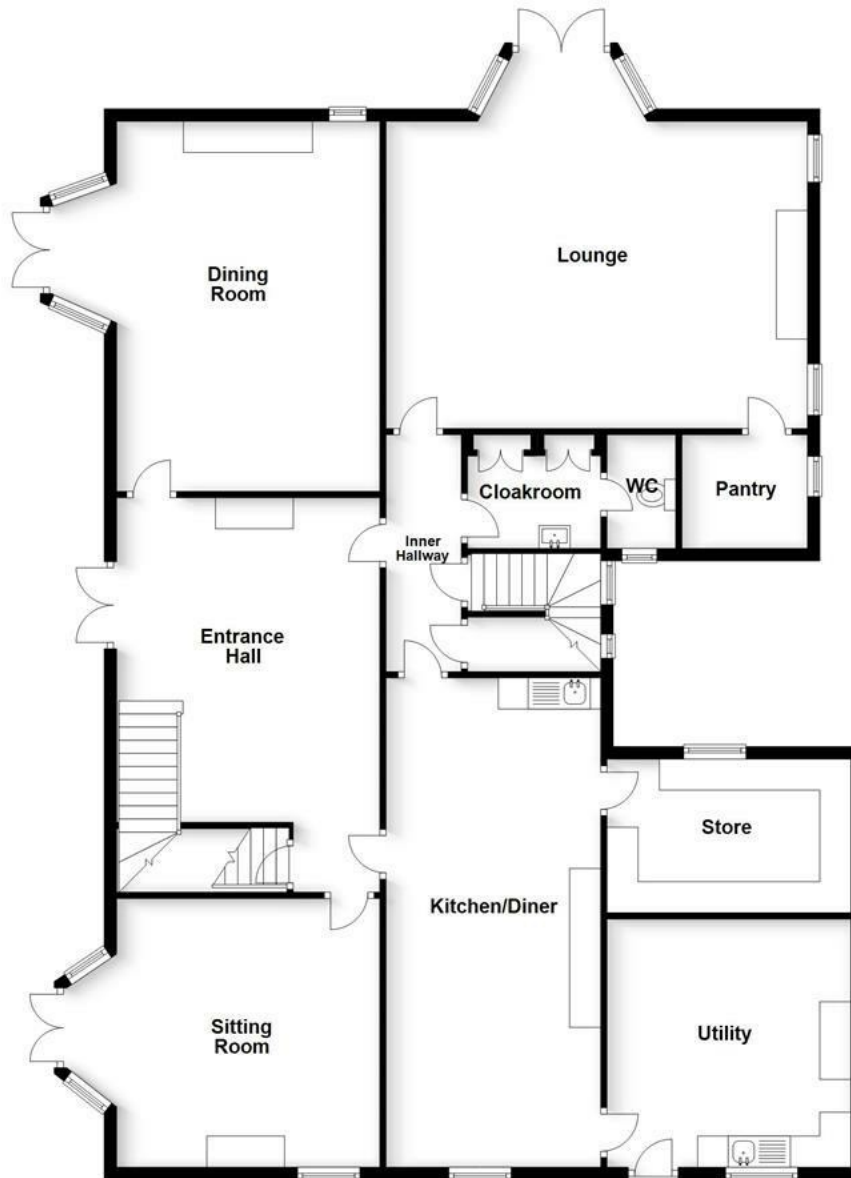 Lounge
Dining
Room
Cloakroom
WC
Pantry
Inner
Hallway
Entrance
Hall
Store
Kitchen/Diner
Sitting
Room
Utility